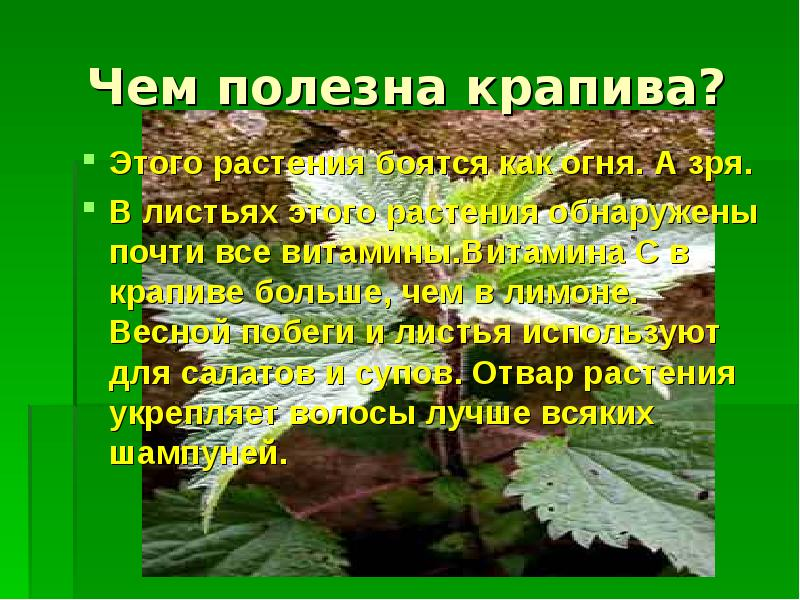 Чем полезна крапива?
Этого растения боятся как огня. А зря.
В листьях этого растения обнаружены
почти все витамины.Витамина С в
крапиве больше, чем в лимоне.
Весной побеги и листья используют
для салатов и супов. Отвар растения
укрепляет волосы лучше всяких
шампуней.